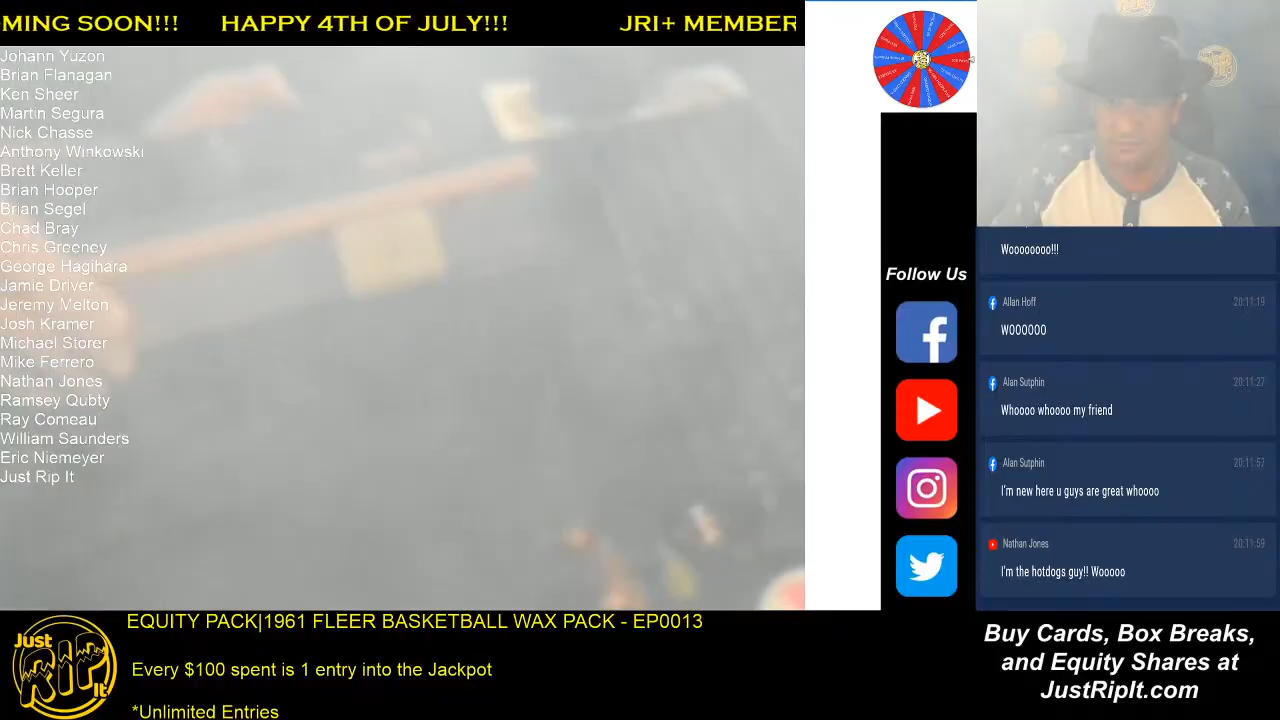 MING SOON!!! HAPPY 4TH OF JULY!!! JRI+ MEMBER
Johann Yuzon
Brian Flanagan
Ken Sheer
Martin Segura
Nick Chasse
Anthony Winkowski
Brett Keller
Brian Hooper
Brian Segel
Chad Bray
Chris Greeney
George Hagihara
Jamie Driver
Jeremy Melton
Josh Kramer
Michael Storer
Mike Ferrero
Nathan Jones
Ramsey Qubty
Ray Comeau
William Saunders
Eric Niemeyer
Just Rip It
Follow Us
Woooooooo!!!
Allan Hoff 20:11:19
WOOOOOO
Alan Sutphin 20:11:27
Whoooo whoooo my friend
Alan Sutphin 20:11:57
I'm new here u guys are great whoooo
Nathan Jones 20:11:59
I'm the hotdogs guy!! Wooooo
Just
RIP
It
EQUITY PACK|1961 FLEER BASKETBALL WAX PACK - EP0013
Every $100 spent is 1 entry into the Jackpot
*Unlimited Entries
Buy Cards, Box Breaks,
and Equity Shares at
JustRipIt.com